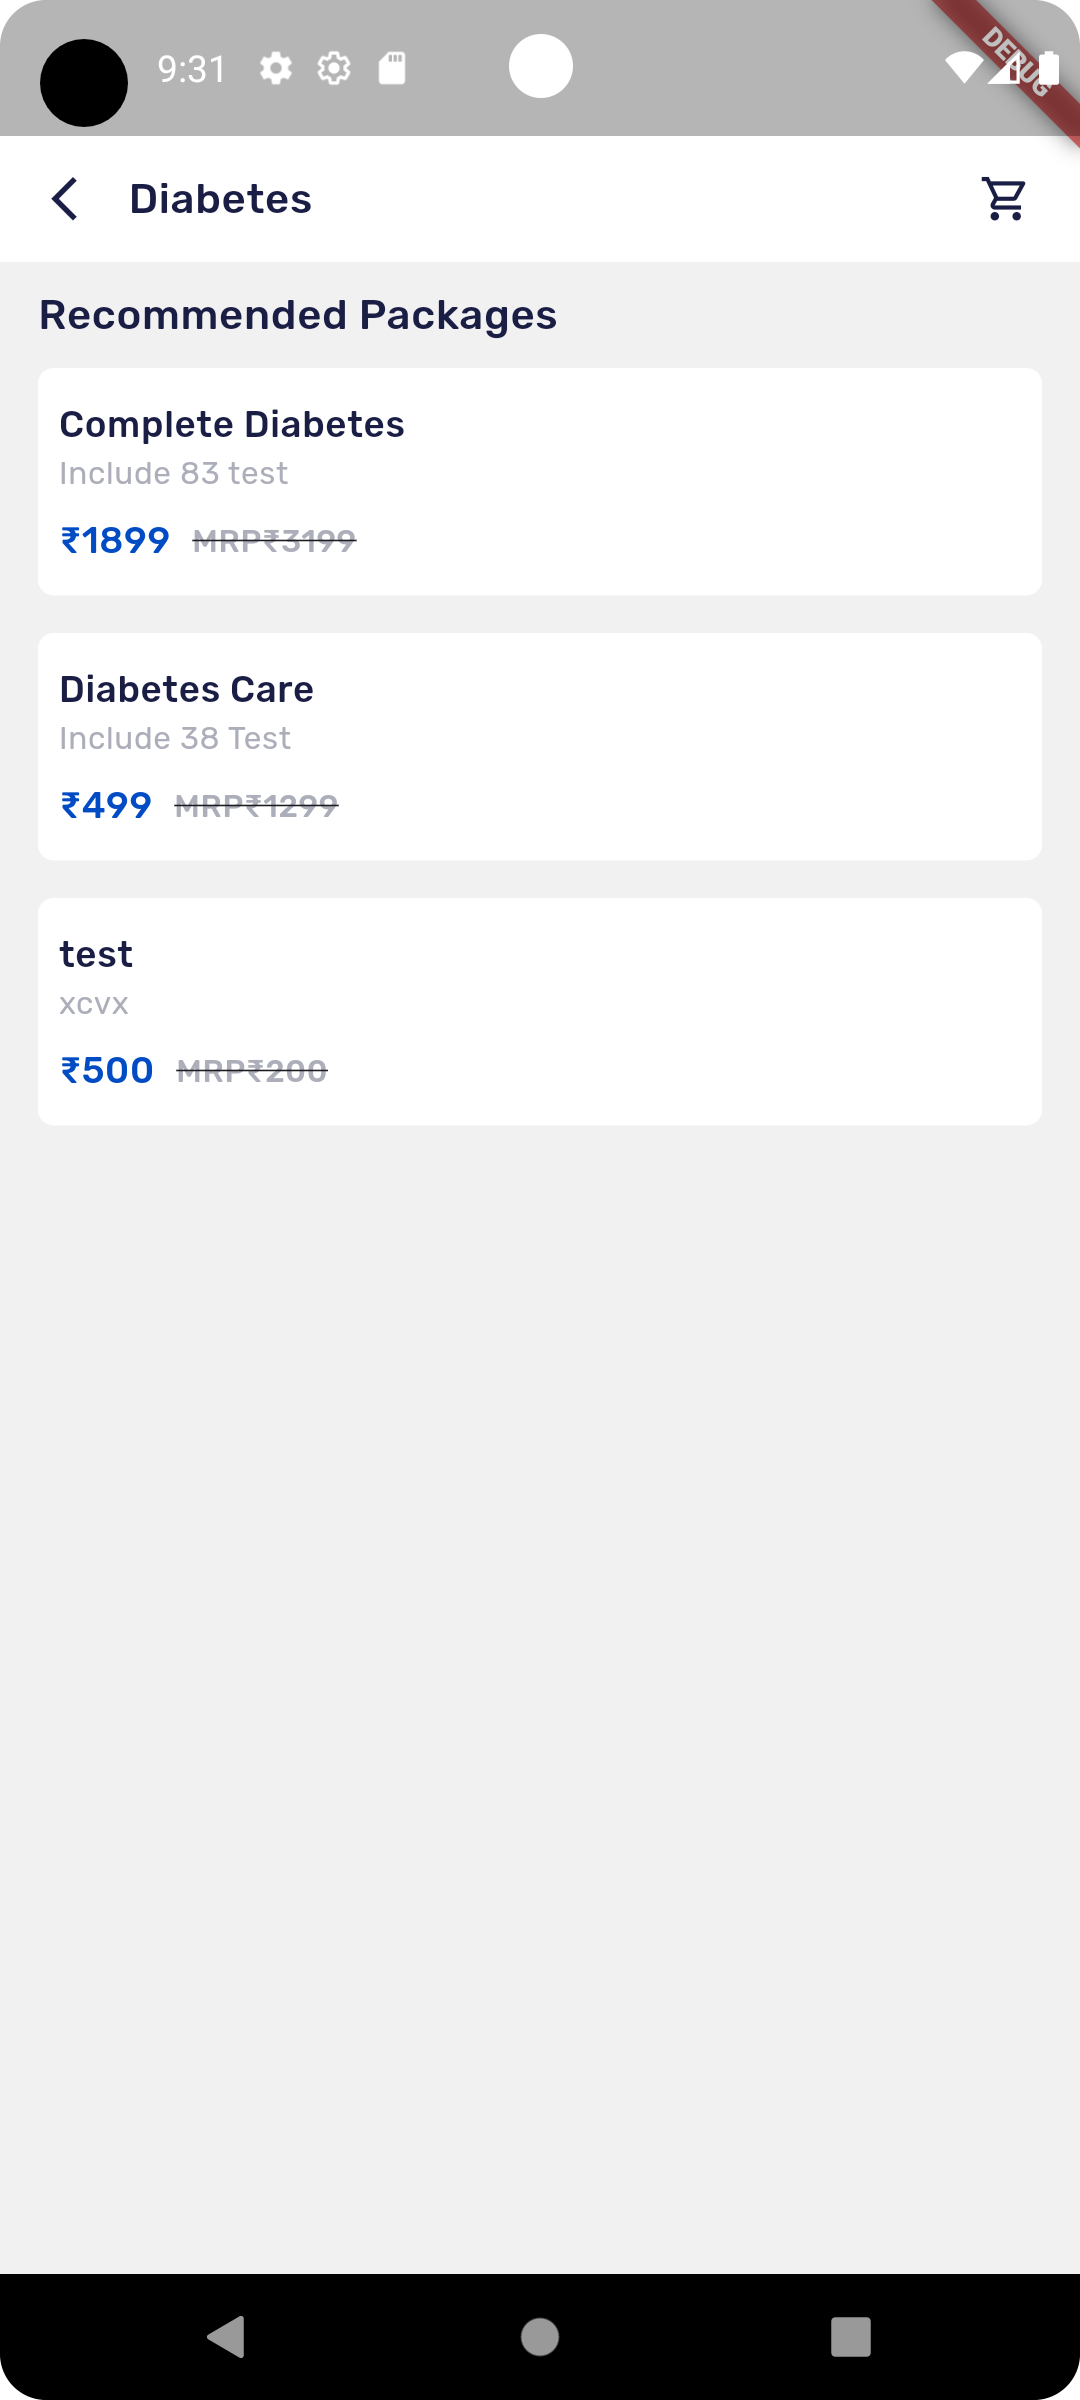 9:31
DEBUG
Diabetes
Recommended Packages
Complete Diabetes
Include 83 test
₹1899 MRP₹3199
Diabetes Care
Include 38 Test
₹499 MRP₹1299
test
xcvx
₹500 MRP₹200